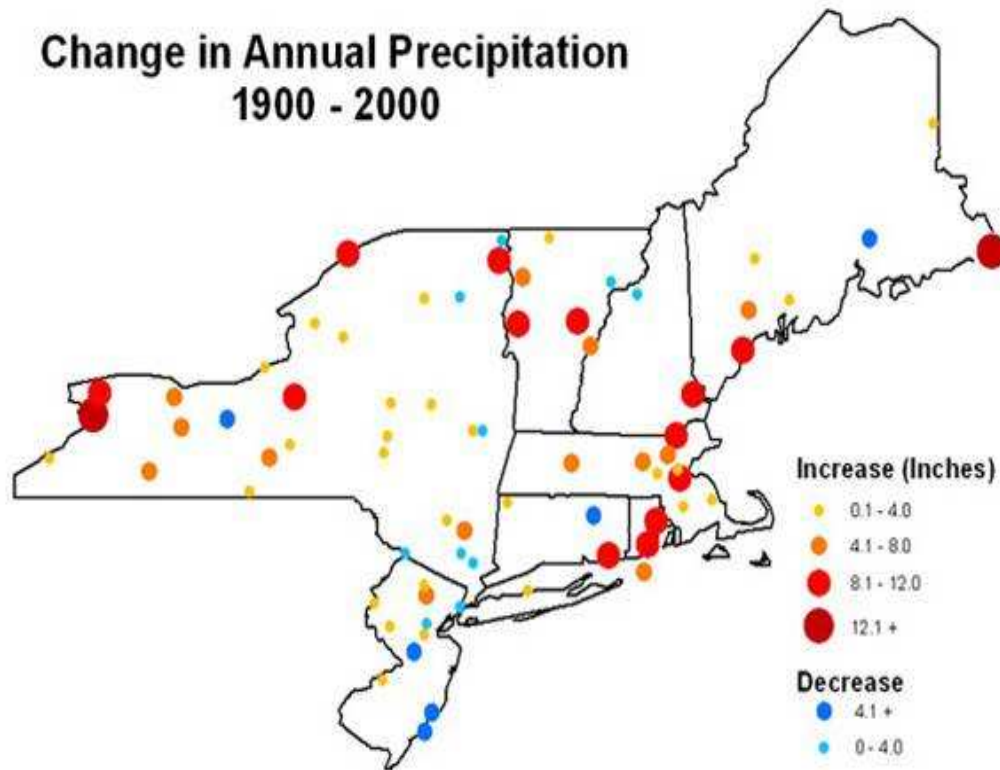 Change in Annual Precipitation
1900 - 2000
Increase (Inches)
0.1 - 4.0
4.1 - 8.0
8.1 - 12.0
12.1 +
Decrease
4.1 +
0 - 4.0